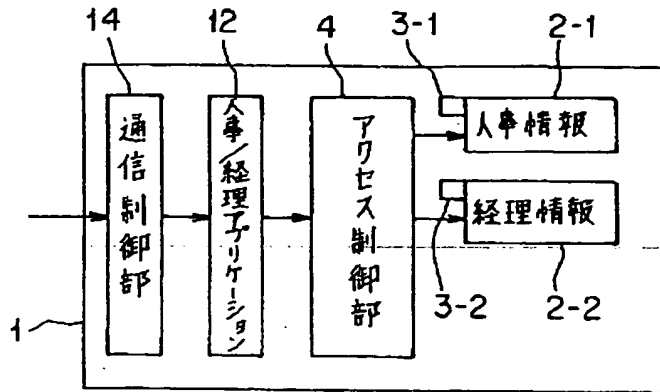 14
12
4
3-1
2-1
通信制御部
人事/経理アプリケーション
アクセス制御部
人事情報
経理情報
1
3-2
2-2